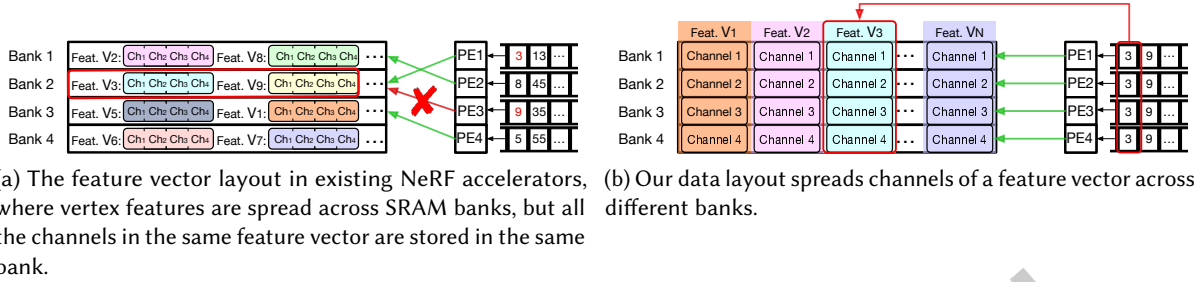 Bank 1 Feat. V2: Ch1 Ch2 Ch3 Ch4 Feat. V8: Ch1 Ch2 Ch3 Ch4 ... PE1 3 13 ...
Bank 2 Feat. V3: Ch1 Ch2 Ch3 Ch4 Feat. V9: Ch1 Ch2 Ch3 Ch4 ... PE2 8 45 ...
Bank 3 Feat. V5: Ch1 Ch2 Ch3 Ch4 Feat. V1: Ch1 Ch2 Ch3 Ch4 ... PE3 9 35 ...
Bank 4 Feat. V6: Ch1 Ch2 Ch3 Ch4 Feat. V7: Ch1 Ch2 Ch3 Ch4 ... PE4 5 55 ...
(a) The feature vector layout in existing NeRF accelerators,
where vertex features are spread across SRAM banks, but all
the channels in the same feature vector are stored in the same
bank.
Feat. V1 Feat. V2 Feat. V3 Feat. VN
Bank 1 Channel 1 Channel 1 Channel 1 Channel 1 PE1 3 9 ...
Bank 2 Channel 2 Channel 2 Channel 2 Channel 2 PE2 3 9 ...
Bank 3 Channel 3 Channel 3 Channel 3 Channel 3 PE3 3 9 ...
Bank 4 Channel 4 Channel 4 Channel 4 ... Channel 4 PE4 3 9 ...
(b) Our data layout spreads channels of a feature vector across
different banks.